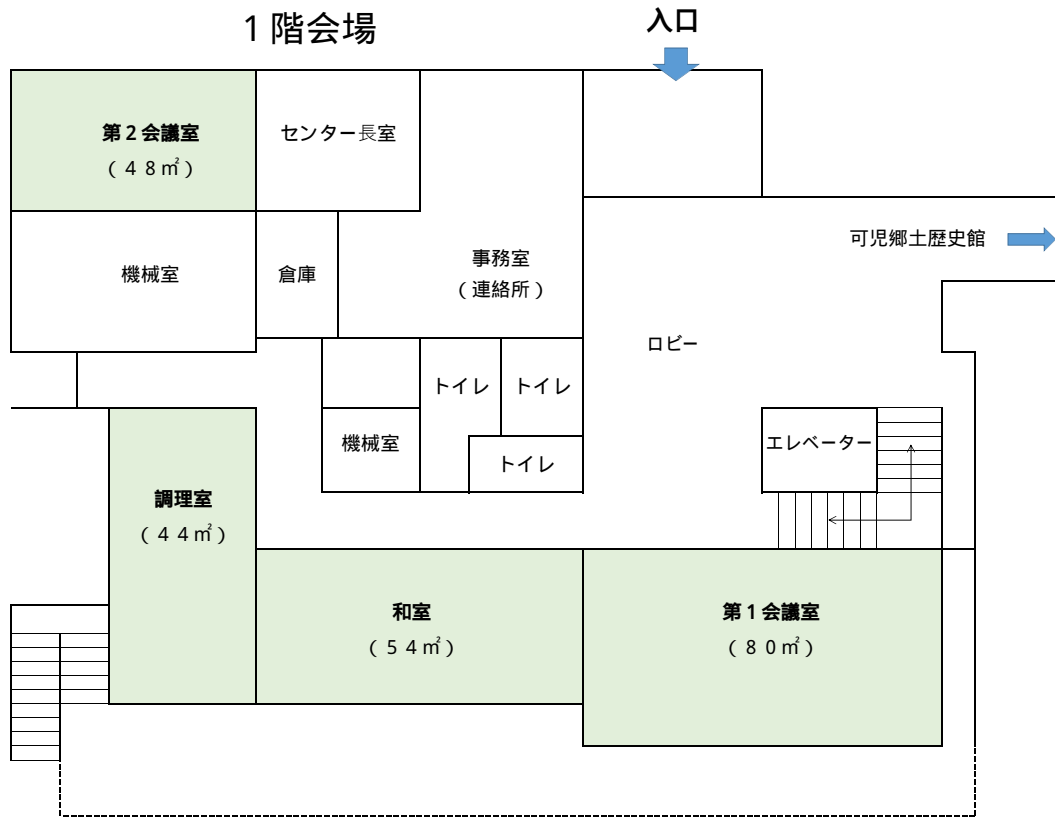 1階会場
入口
第2会議室
(48㎡)
センター長室
可児郷土歴史館
機械室
倉庫
事務室
(連絡所)
ロビー
トイレ
トイレ
機械室
トイレ
エレベーター
調理室
(44㎡)
和室
(54㎡)
第1会議室
(80㎡)